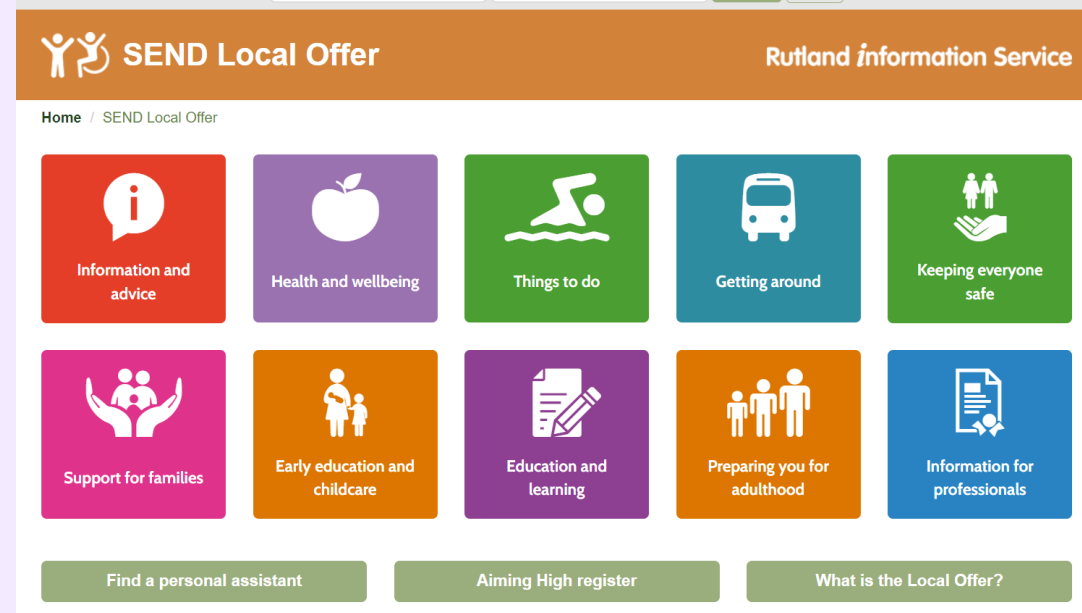 SEND Local Offer
Rutland information Service
Home / SEND Local Offer
Information and
advice
Health and wellbeing
Things to do
Getting around
Keeping everyone
safe
Support for families
Early education and
childcare
Education and
learning
Preparing you for
adulthood
Information for
professionals
Find a personal assistant
Aiming High register
What is the Local Offer?